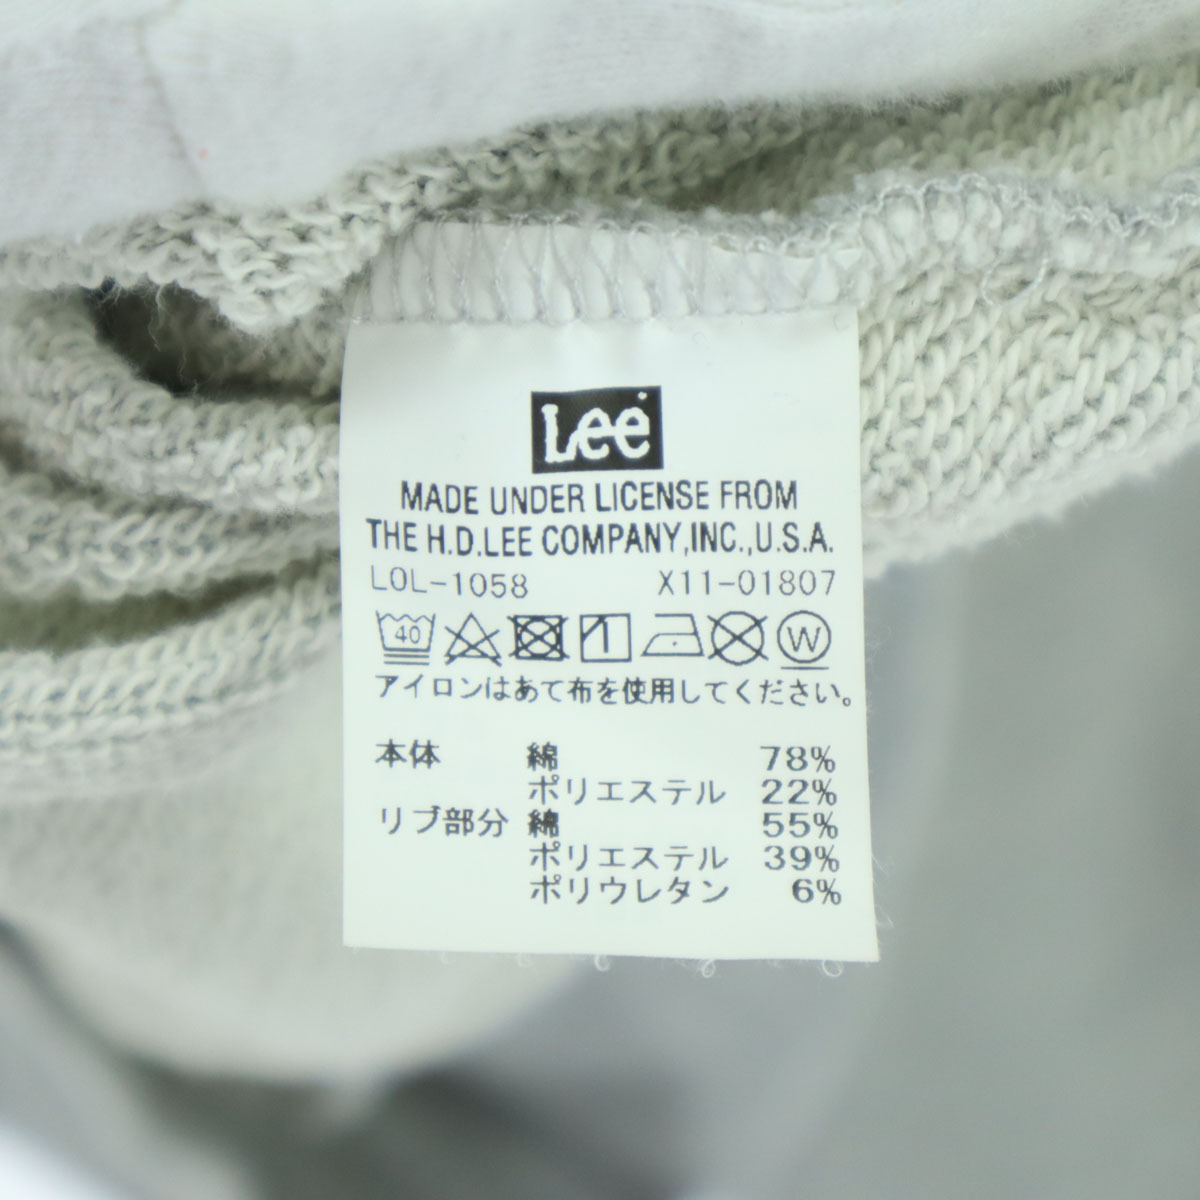 Lee
MADE UNDER LICENSE FROM
THE H.D.LEE COMPANY,INC.,U.S.A.
LOL-1058 X11-01807
40 W
アイロンはあて布を使用してください。
本体 綿 78%
ポリエステル 22%
リブ部分 綿 55%
ポリエステル 39%
ポリウレタン 6%